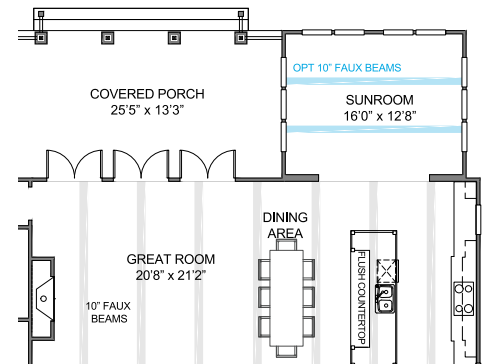 OPT 10" FAUX BEAMS
COVERED PORCH
25'5" x 13'3"
SUNROOM
16'0" x 12'8"
DINING
AREA
GREAT ROOM
20'8" x 21'2"
FLUSH COUNTERTOP
10" FAUX
BEAMS